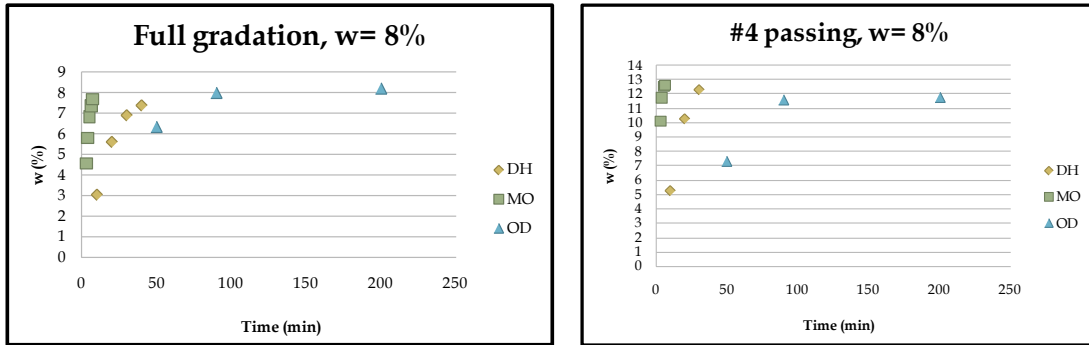 Full gradation, w= 8%
9
8
7
6
5
4
3
2
1
0
w (%)
0 50 100 150 200 250
Time (min)
DH
MO
OD
#4 passing, w= 8%
14
13
12
11
10
9
8
7
6
5
4
3
2
1
0
w (%)
0 50 100 150 200 250
Time (min)
DH
MO
OD